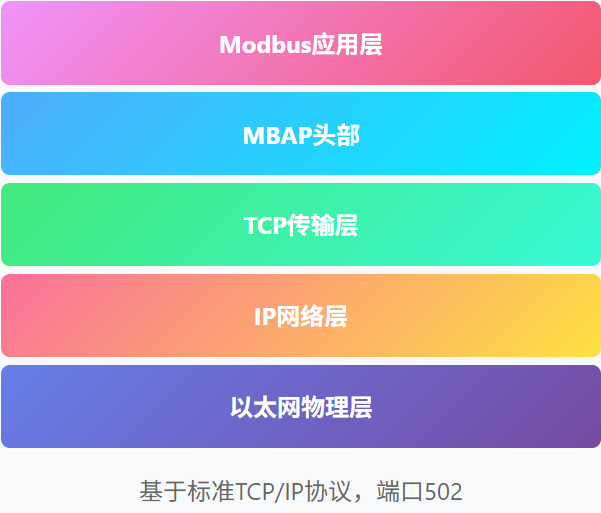 Modbus应用层
MBAP头部
TCP传输层
IP网络层
以太网物理层
基于标准TCP/IP协议，端口502